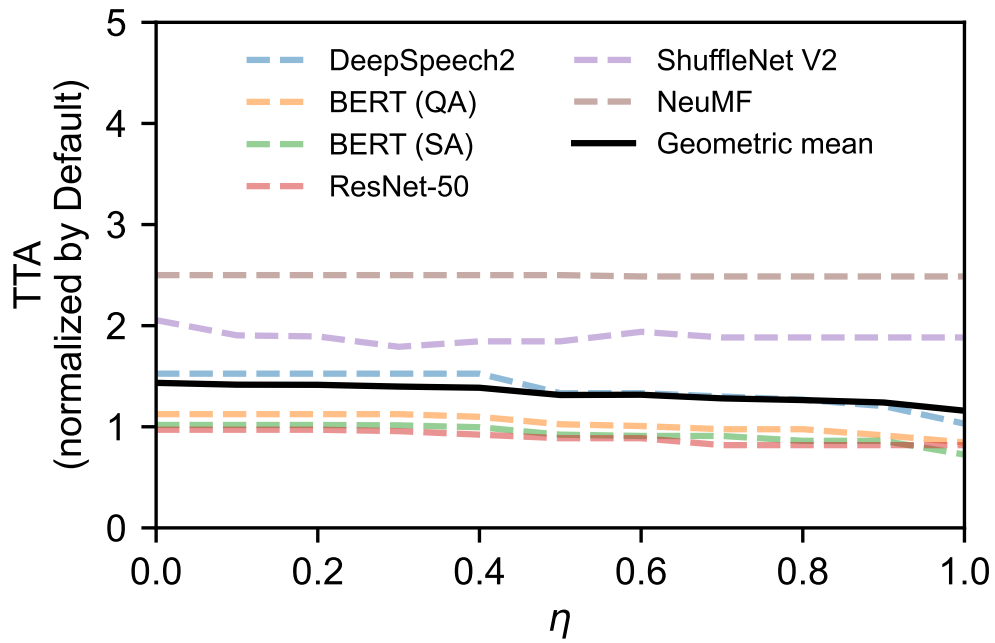 5
4
3
2
1
0
TTA
(normalized by Default)
DeepSpeech2
BERT (QA)
BERT (SA)
ResNet-50
ShuffleNet V2
NeuMF
Geometric mean
0.0 0.2 0.4 0.6 0.8 1.0
η